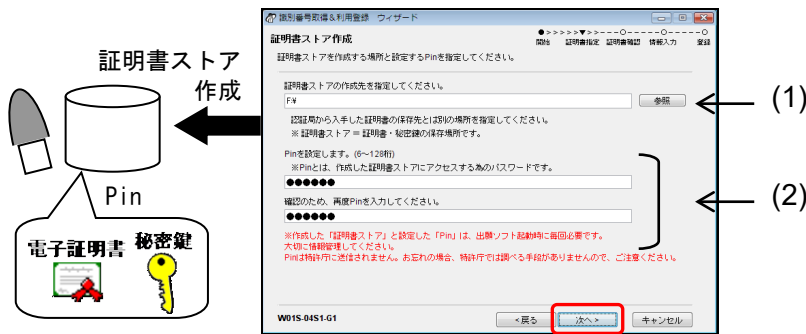 識別番号取得＆利用登録 ウィザード
証明書ストア作成
●>>>>>▼>>---○-----○-----○
開始 証明書指定 証明書確認 情報入力 登録
証明書ストアを作成する場所と設定するPinを指定してください。
証明書ストアの作成先を指定してください。
F:¥
参照
認証局から入手した証明書の保存先とは別の場所を指定してください。
※ 証明書ストア = 証明書・秘密鍵の保存場所です。
Pinを設定します。(6～128桁)
※Pinとは、作成した証明書ストアにアクセスする為のパスワードです。
●●●●●●
確認のため、再度Pinを入力してください。
●●●●●●
※作成した「証明書ストア」と設定した「Pin」は、出願ソフト起動時に毎回必要です。
大切に情報管理してください。
Pinは特許庁に送信されません。お忘れの場合、特許庁では調べる手段がありませんので、ご注意ください。
W01S-04S1-G1
<戻る
次へ>
キャンセル
(1)
(2)
証明書ストア
作成
Pin
電子証明書
秘密鍵